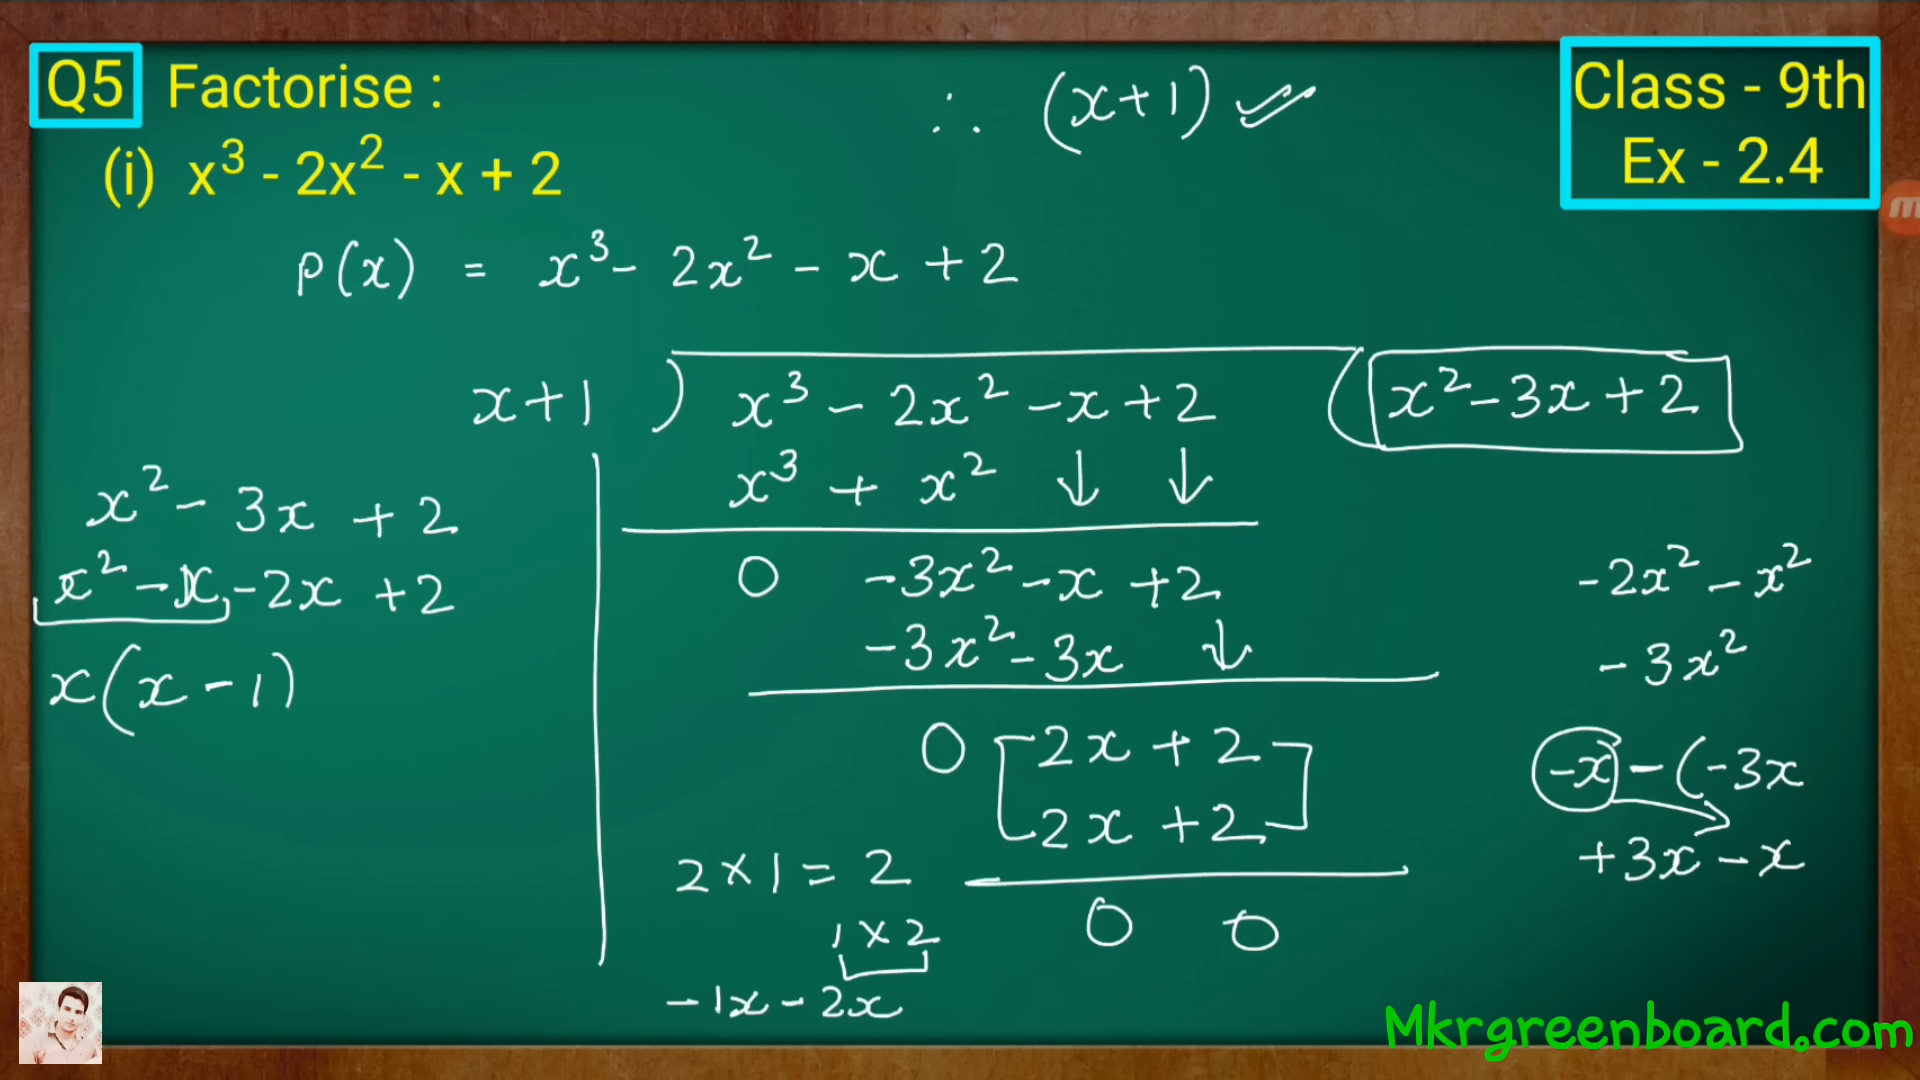 Q5 Factorise :
∴ (x+1) ✓
Class - 9th
Ex - 2.4
(i) x³ - 2x² - x + 2
P(x) = x³ - 2x² - x + 2
x+1 ) x³ - 2x² - x + 2 ( x² - 3x + 2
x³ + x² ↓ ↓
0 -3x² - x + 2
-3x² - 3x ↓
0 2x + 2
2x + 2
0 0
x² - 3x + 2
x² - x - 2x + 2
x(x - 1)
2 × 1 = 2
1 × 2
-1x - 2x
-2x² - x²
-3x²
-x - (-3x
+3x - x
Mkrgreenboard.com